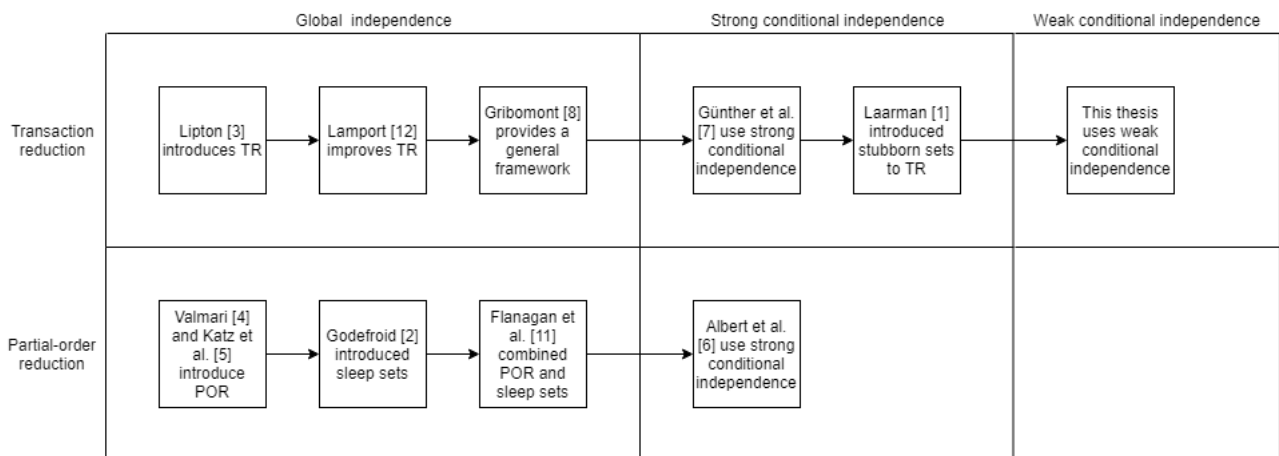 Global independence
Strong conditional independence
Weak conditional independence
Transaction
reduction
Lipton [3]
introduces TR
Lamport [12]
improves TR
Gribomont [8]
provides a
general
framework
Günther et al.
[7] use strong
conditional
independence
Laarman [1]
introduced
stubborn sets
to TR
This thesis
uses weak
conditional
independence
Partial-order
reduction
Valmari [4]
and Katz et
al. [5]
introduce
POR
Godefroid [2]
introduced
sleep sets
Flanagan et
al. [11]
combined
POR and
sleep sets
Albert et al.
[6] use strong
conditional
independence